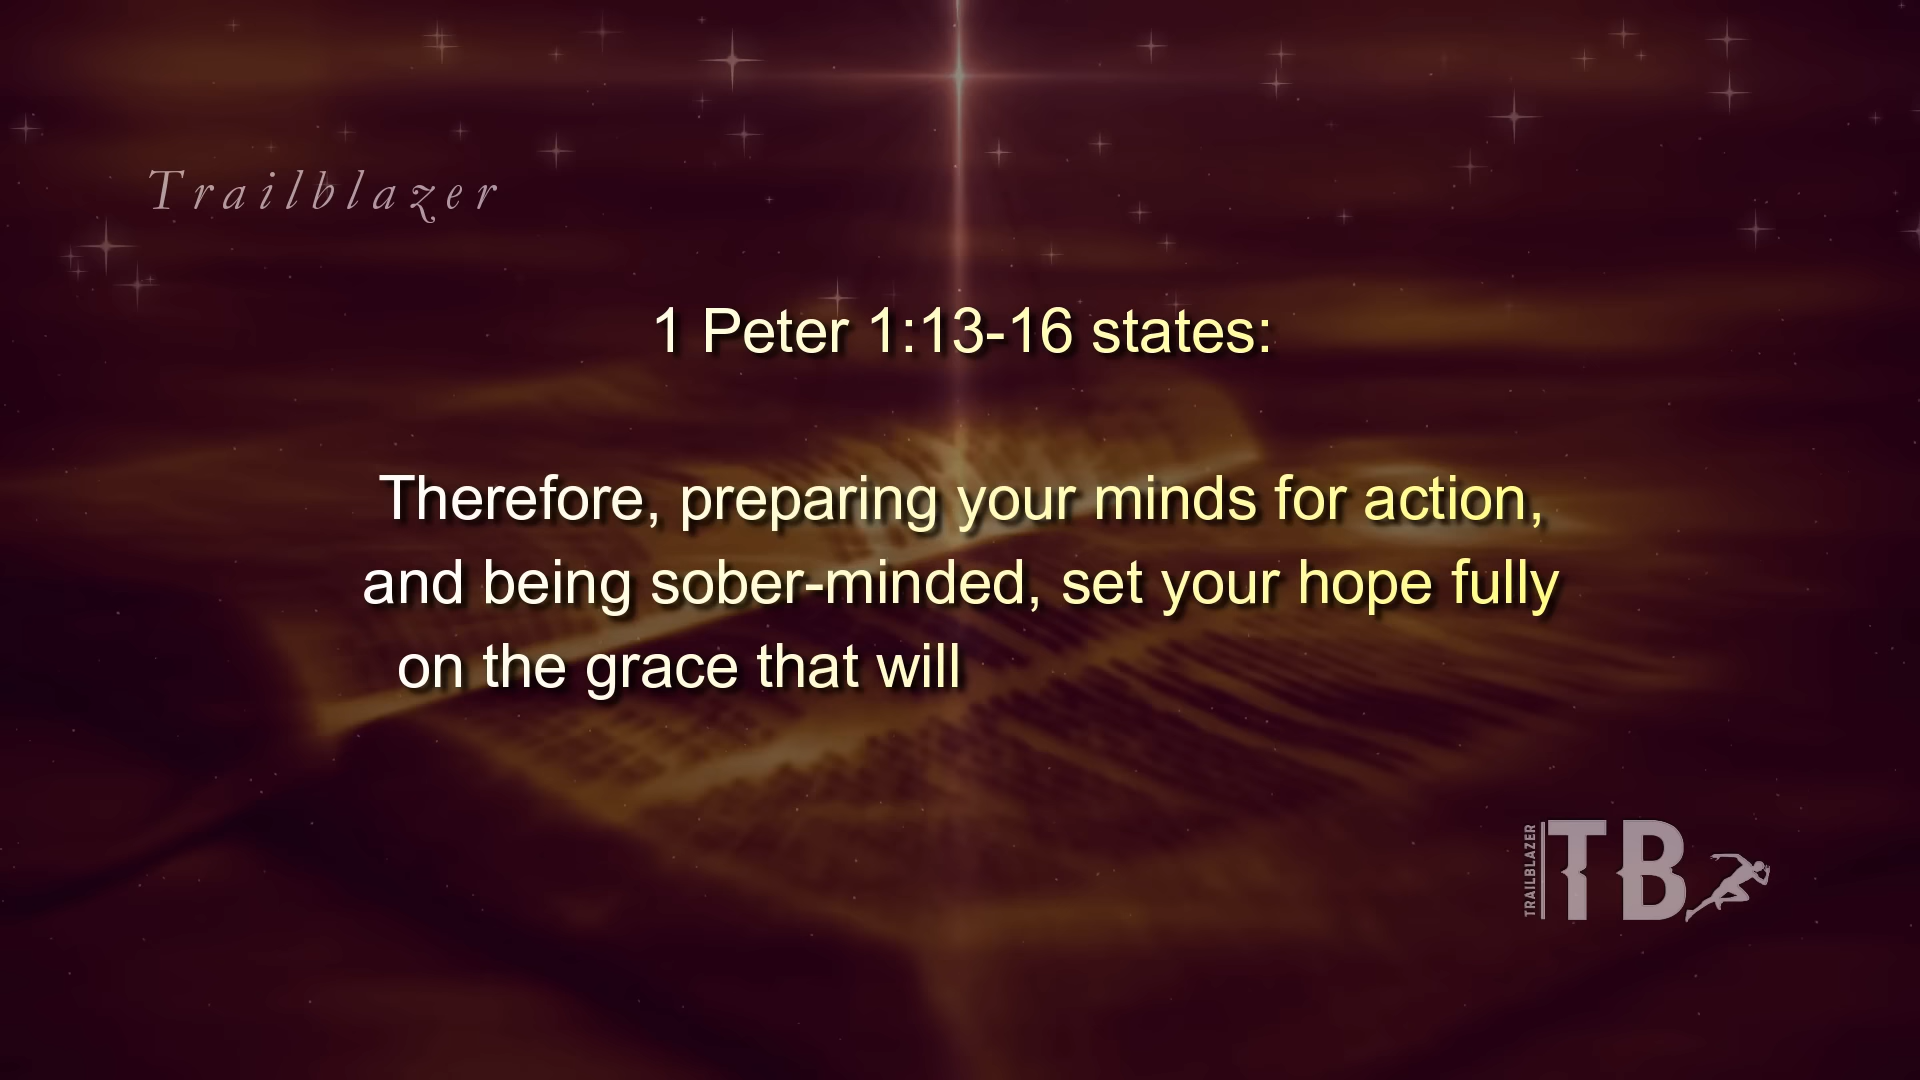 Trailblazer
1 Peter 1:13-16 states:
Therefore, preparing your minds for action,
and being sober-minded, set your hope fully
on the grace that will
TRAILBLAZER
TB